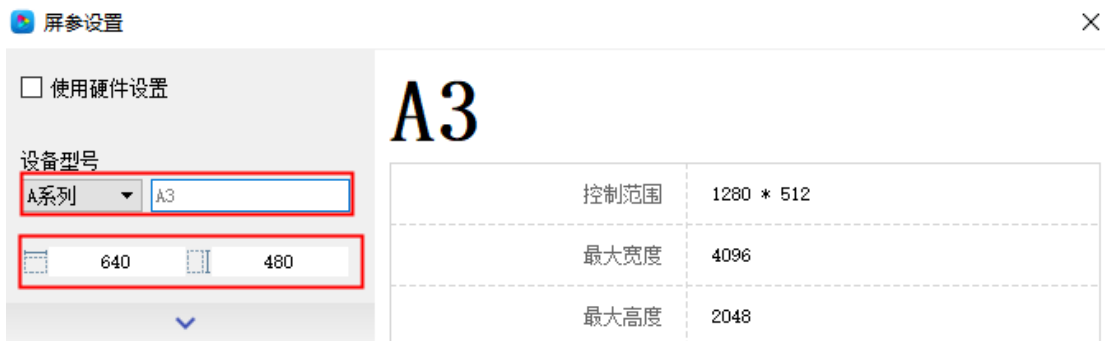 屏参设置
使用硬件设置
设备型号
A系列 A3
640 480
A3
控制范围 1280 * 512
最大宽度 4096
最大高度 2048